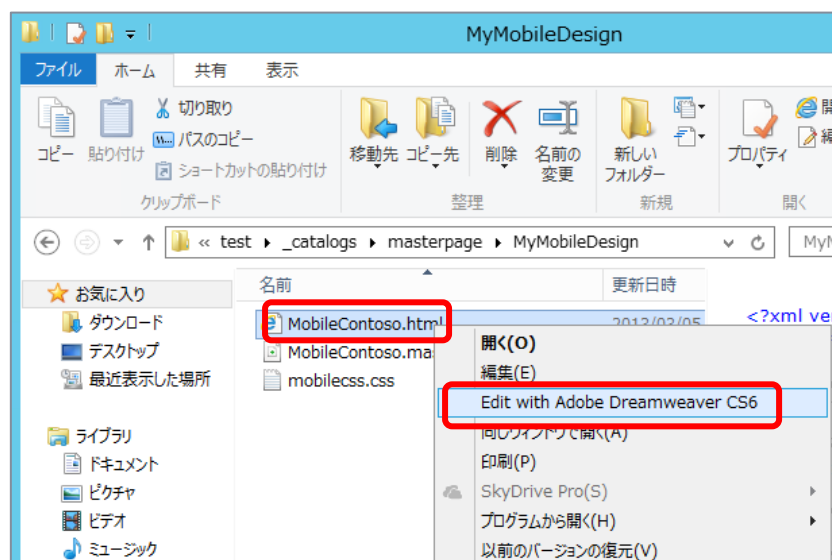 MyMobileDesign
ファイル ホーム 共有 表示
コピー
貼り付け
切り取り
パスのコピー
ショートカットの貼り付け
移動先
コピー先
削除
名前の
変更
新しい
フォルダー
プロパティ
開
編
クリップボード 整理 新規 開く
« test _catalogs masterpage MyMobileDesign
名前 更新日時
お気に入り
ダウンロード
デスクトップ
最近表示した場所
ライブラリ
ドキュメント
ピクチャ
ビデオ
ミュージック
MobileContoso.html 2013/03/05
MobileContoso.mas
mobilecss.css
<?xml ver
開く(O)
編集(E)
Edit with Adobe Dreamweaver CS6
同じウィンドウで開く(A)
印刷(P)
SkyDrive Pro(S)
プログラムから開く(H)
以前のバージョンの復元(V)